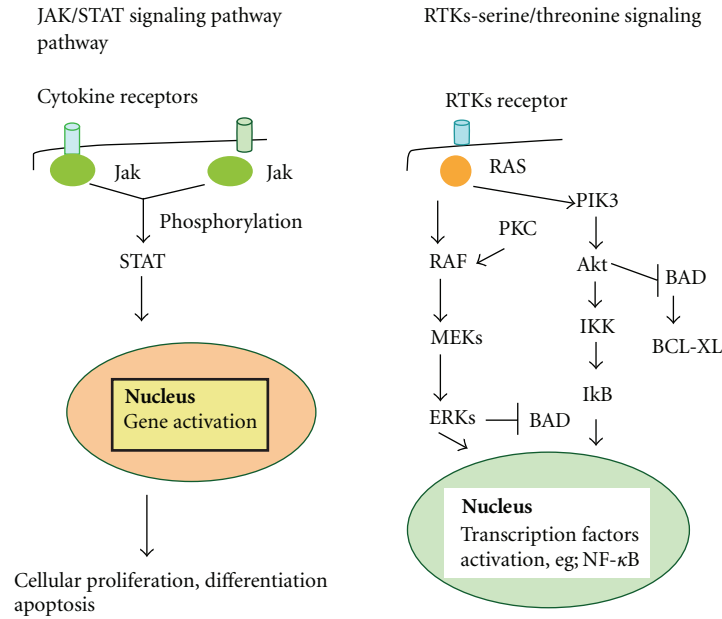 JAK/STAT signaling pathway
pathway
Cytokine receptors
Jak
Jak
Phosphorylation
STAT
Nucleus
Gene activation
Cellular proliferation, differentiation
apoptosis
RTKs-serine/threonine signaling
RTKs receptor
RAS
PIK3
PKC
RAF
Akt
BAD
MEKs
IKK
BCL-XL
IkB
ERKs
BAD
Nucleus
Transcription factors
activation, eg; NF-κB